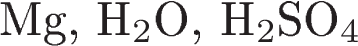 Mg, H₂O, H₂SO₄